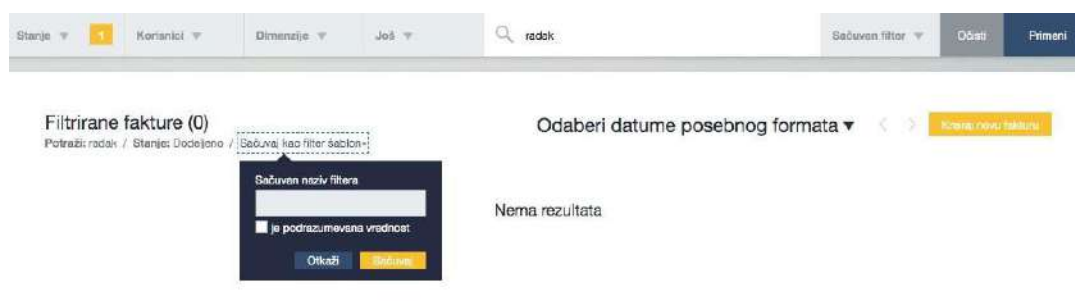 Stanje 1 Korisnici Dimenzije Još radak Sačuvan filter Očisti Primeni
Filtrirane fakture (0)
Potraži: radak / Stanje: Dodeljeno / Sačuvaj kao filter šablon
Odaberi datume posebnog formata
Kreiraj novu fakturu
Sačuvan naziv filtera
je podrazumevana vrednost
Otkaži Sačuvaj
Nema rezultata